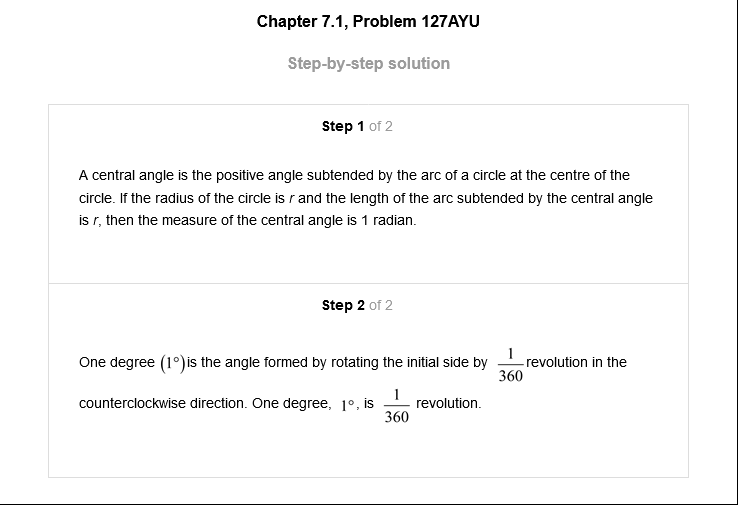 Chapter 7.1, Problem 127AYU
Step-by-step solution
Step 1 of 2
A central angle is the positive angle subtended by the arc of a circle at the centre of the
circle. If the radius of the circle is r and the length of the arc subtended by the central angle
is r, then the measure of the central angle is 1 radian.
Step 2 of 2
One degree (1°) is the angle formed by rotating the initial side by 1/360 revolution in the
counterclockwise direction. One degree, 1°, is 1/360 revolution.